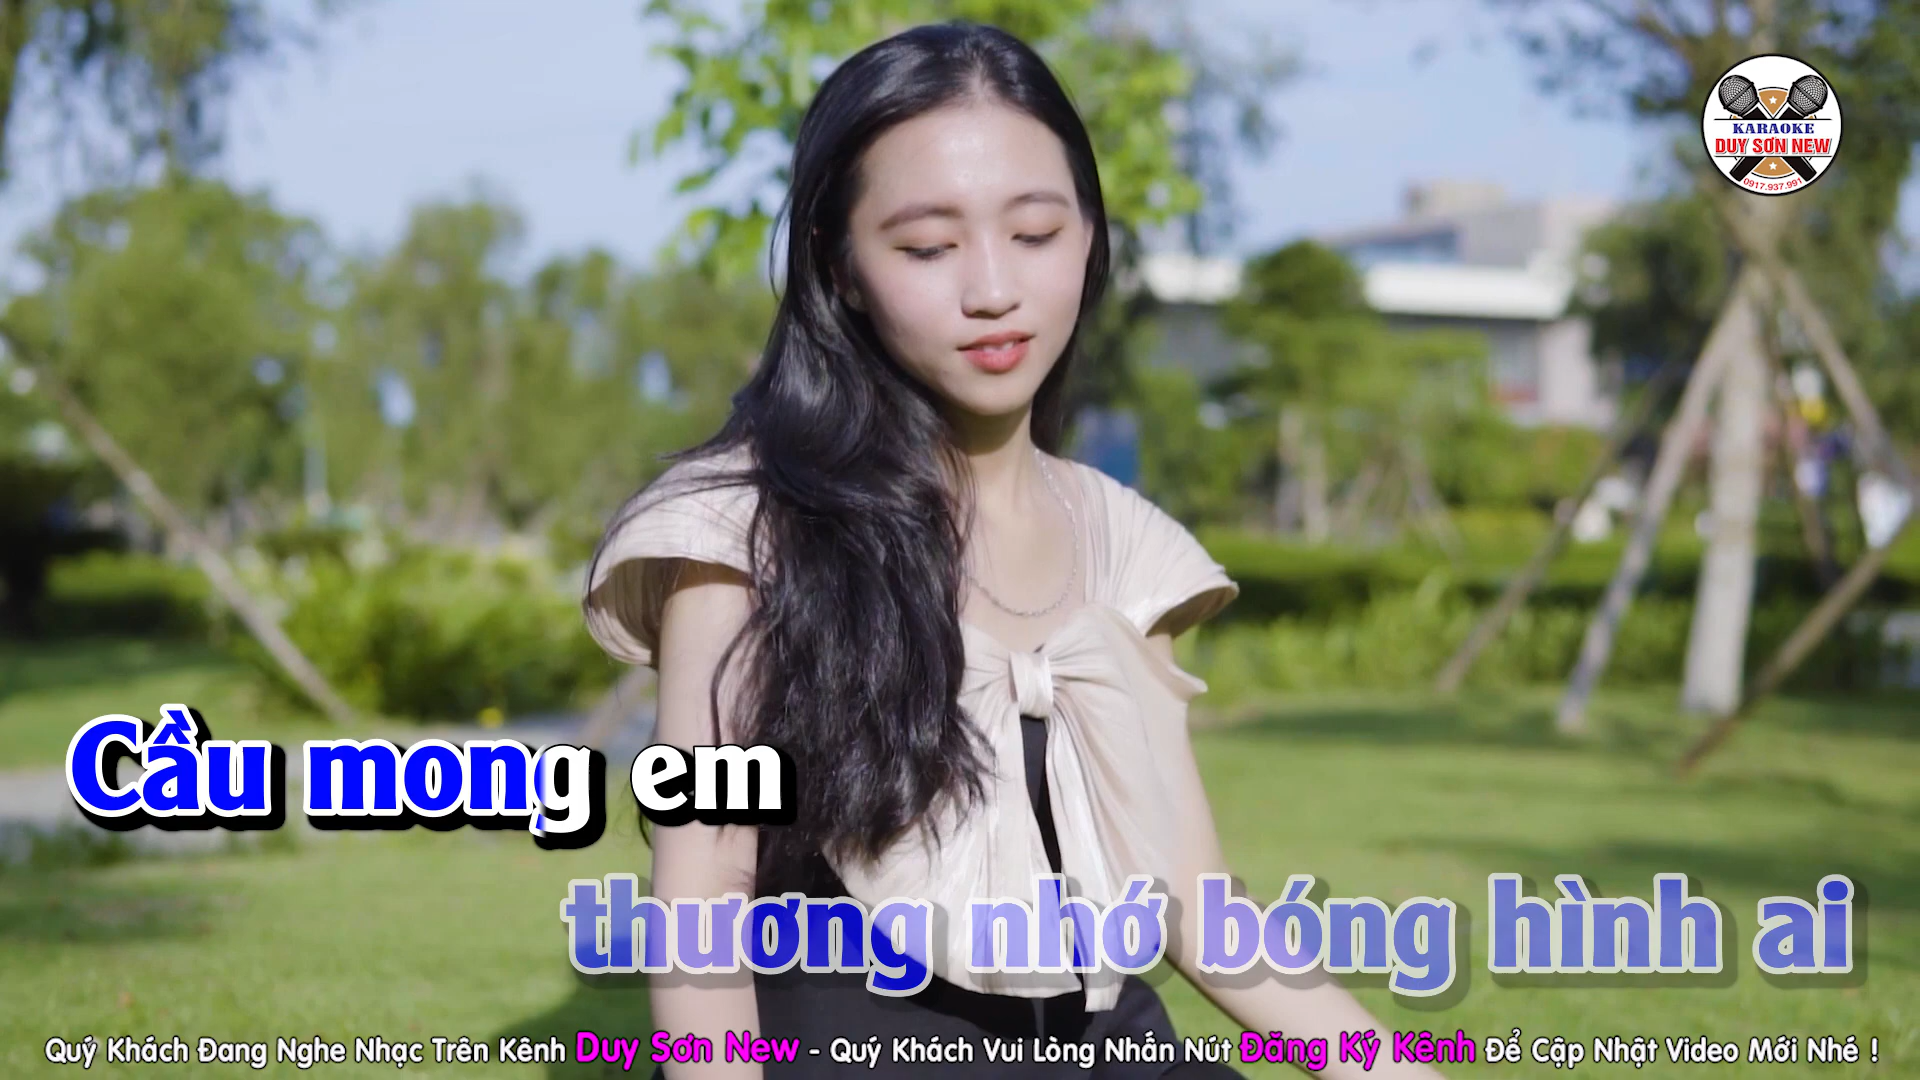 KARAOKE
DUY SƠN NEW
0917.937.991
Cầu mong em
thương nhớ bóng hình ai
Quý Khách Đang Nghe Nhạc Trên Kênh Duy Sơn New - Quý Khách Vui Lòng Nhấn Nút Đăng Ký Kênh Để Cập Nhật Video Mới Nhé !